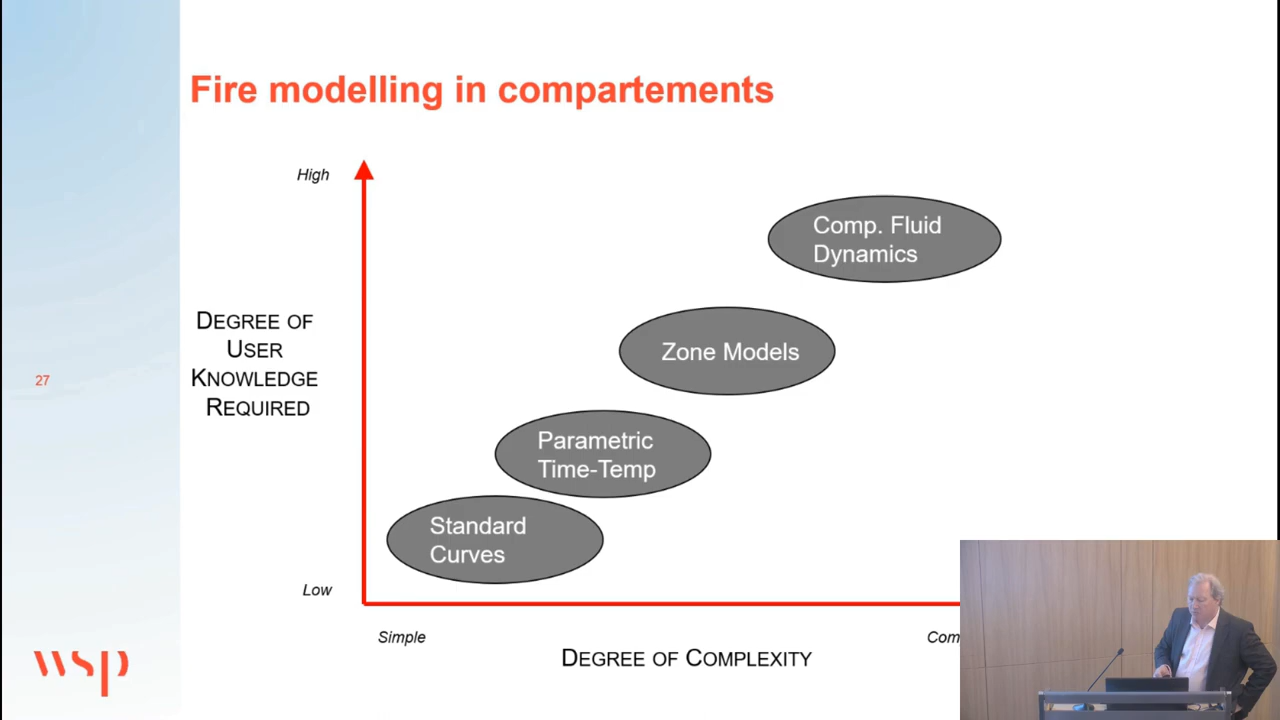 Fire modelling in compartements
High
Comp. Fluid
Dynamics
DEGREE OF
USER
KNOWLEDGE
REQUIRED
Zone Models
27
Parametric
Time-Temp
Standard
Curves
Low
Simple
Com
DEGREE OF COMPLEXITY
wsp